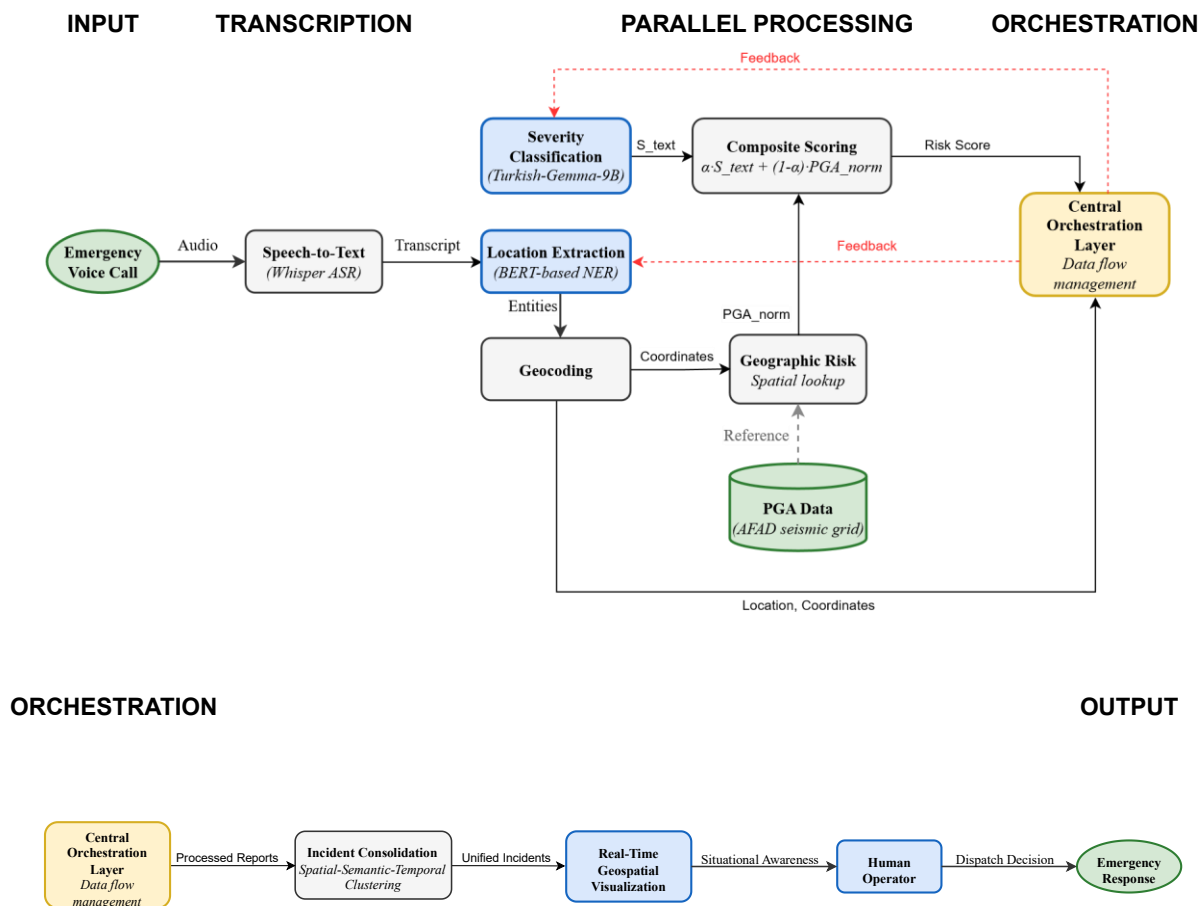 INPUT
TRANSCRIPTION
PARALLEL PROCESSING
ORCHESTRATION
Feedback
Severity
Classification
(Turkish-Gemma-9B)
S_text
Composite Scoring
α·S_text + (1-α)·PGA_norm
Risk Score
Central
Orchestration
Layer
Data flow
management
Emergency
Voice Call
Audio
Speech-to-Text
(Whisper ASR)
Transcript
Location Extraction
(BERT-based NER)
Feedback
Entities
PGA_norm
Geocoding
Coordinates
Geographic Risk
Spatial lookup
Reference
PGA Data
(AFAD seismic grid)
Location, Coordinates
ORCHESTRATION
OUTPUT
Central
Orchestration
Layer
Data flow
management
Processed Reports
Incident Consolidation
Spatial-Semantic-Temporal
Clustering
Unified Incidents
Real-Time
Geospatial
Visualization
Situational Awareness
Human
Operator
Dispatch Decision
Emergency
Response